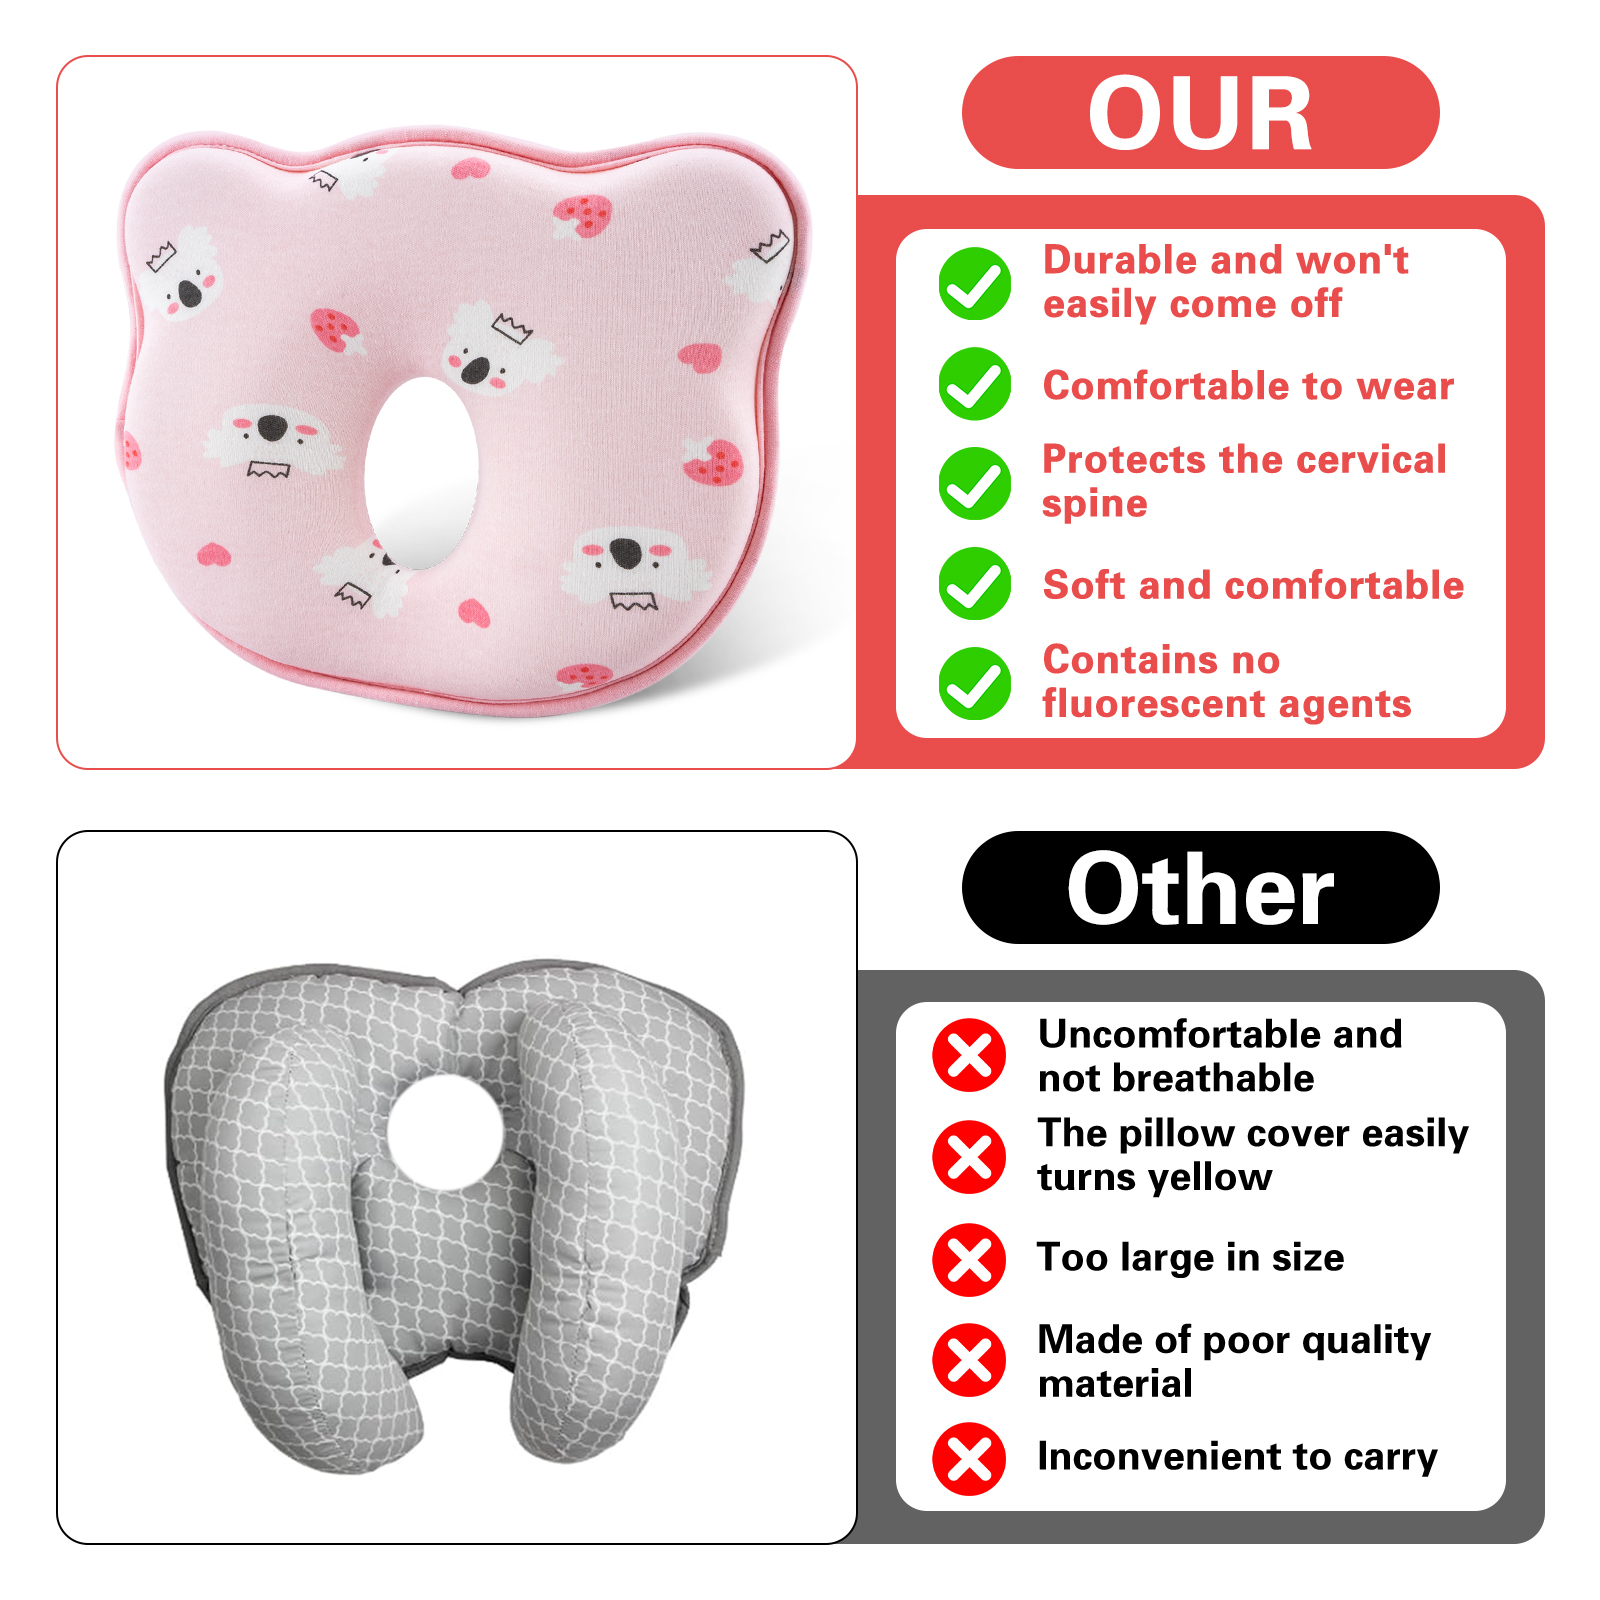 OUR
Durable and won't
easily come off
Comfortable to wear
Protects the cervical
spine
Soft and comfortable
Contains no
fluorescent agents
Other
Uncomfortable and
not breathable
The pillow cover easily
turns yellow
Too large in size
Made of poor quality
material
Inconvenient to carry